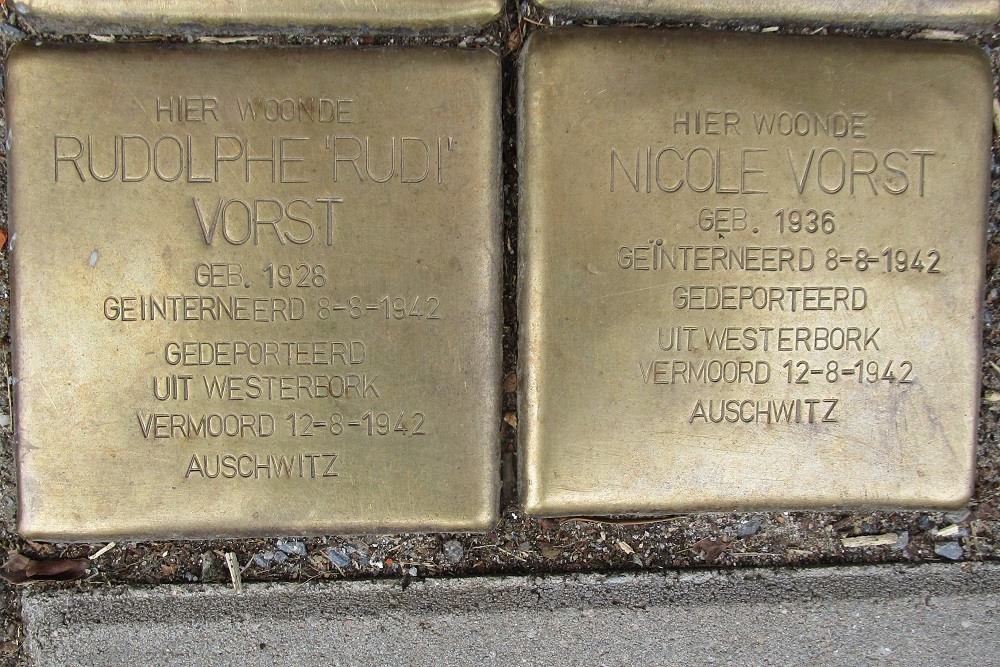 HIER WOONDE
RUDOLPHE 'RUDI'
VORST
GEB. 1928
GEINTERNEERD 8-8-1942
GEDEPORTEERD
UIT WESTERBORK
VERMOORD 12-8-1942
AUSCHWITZ
HIER WOONDE
NICOLE VORST
GEB. 1936
GEÏNTERNEERD 8-8-1942
GEDEPORTEERD
UIT WESTERBORK
VERMOORD 12-8-1942
AUSCHWITZ